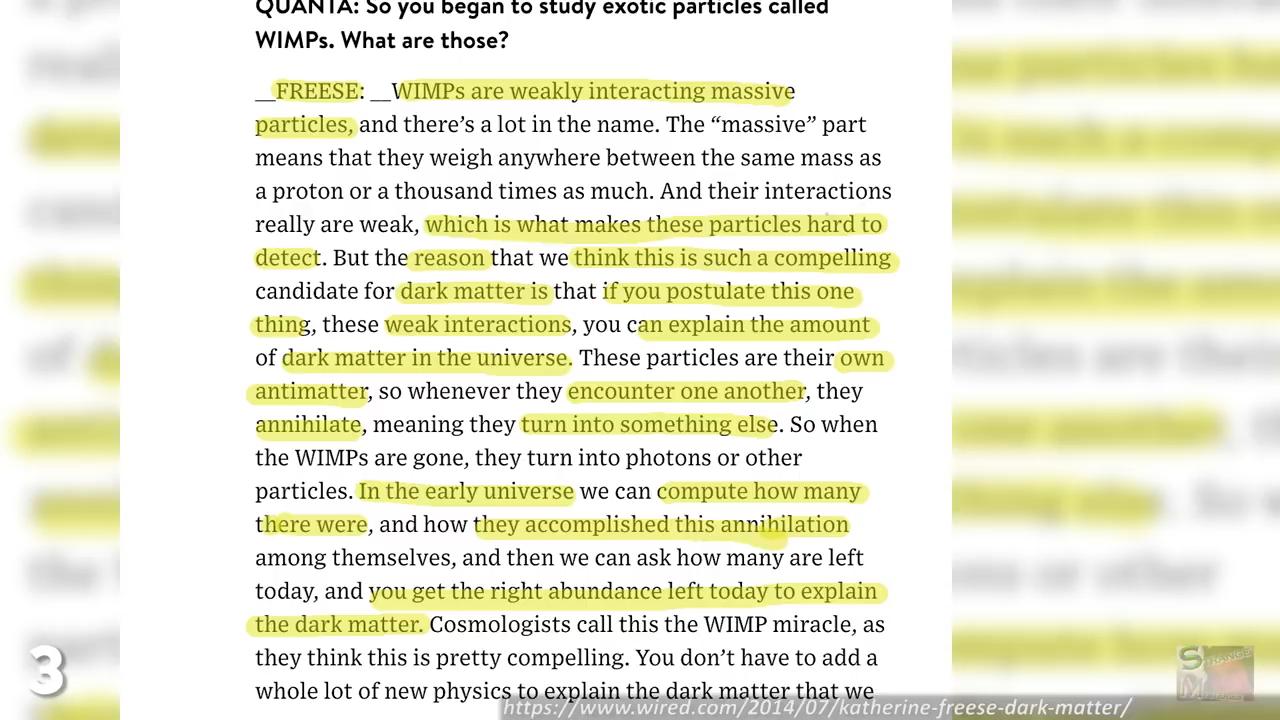 QUANTA: So you began to study exotic particles called
WIMPs. What are those?
__FREESE: __WIMPs are weakly interacting massive
particles, and there’s a lot in the name. The “massive” part
means that they weigh anywhere between the same mass as
a proton or a thousand times as much. And their interactions
really are weak, which is what makes these particles hard to
detect. But the reason that we think this is such a compelling
candidate for dark matter is that if you postulate this one
thing, these weak interactions, you can explain the amount
of dark matter in the universe. These particles are their own
antimatter, so whenever they encounter one another, they
annihilate, meaning they turn into something else. So when
the WIMPs are gone, they turn into photons or other
particles. In the early universe we can compute how many
there were, and how they accomplished this annihilation
among themselves, and then we can ask how many are left
today, and you get the right abundance left today to explain
the dark matter. Cosmologists call this the WIMP miracle, as
they think this is pretty compelling. You don’t have to add a
whole lot of new physics to explain the dark matter that we
3
STRANGE
https://www.wired.com/2014/07/katherine-freese-dark-matter/